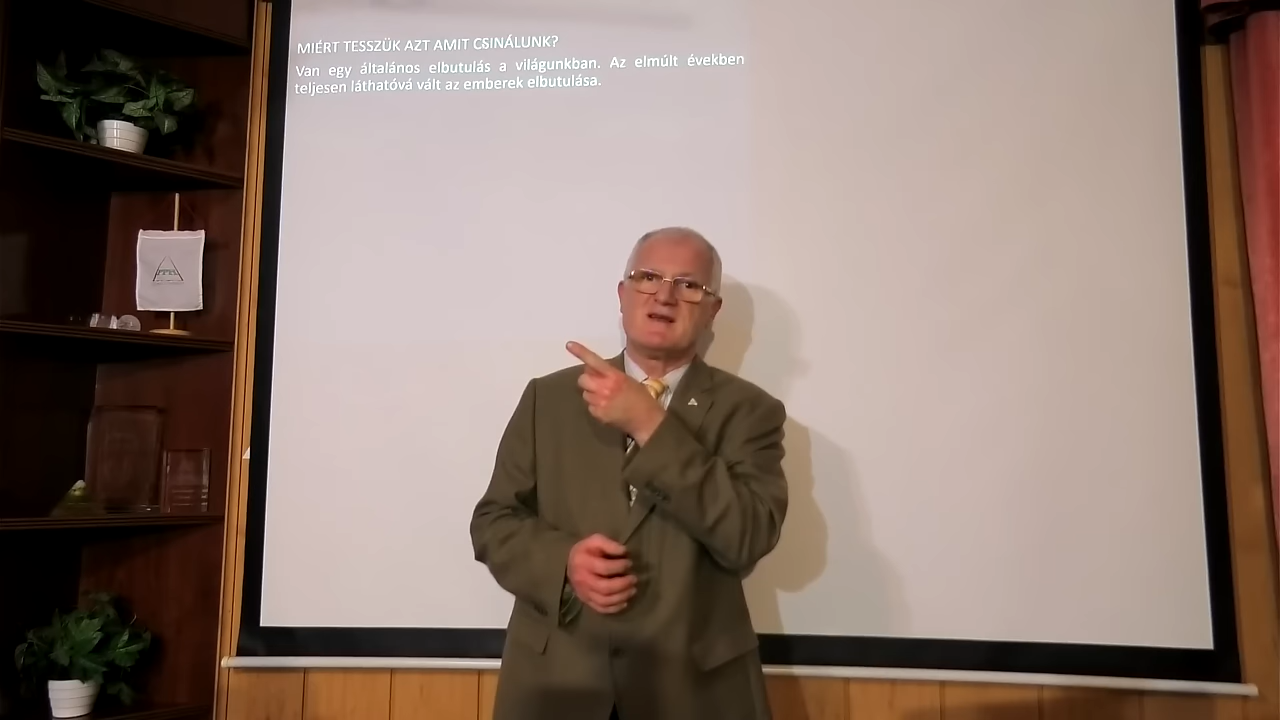 MIÉRT TESSZÜK AZT AMIT CSINÁLUNK?
Van egy általános elbutulás a világunkban. Az elmúlt években
teljesen láthatóvá vált az emberek elbutulása.